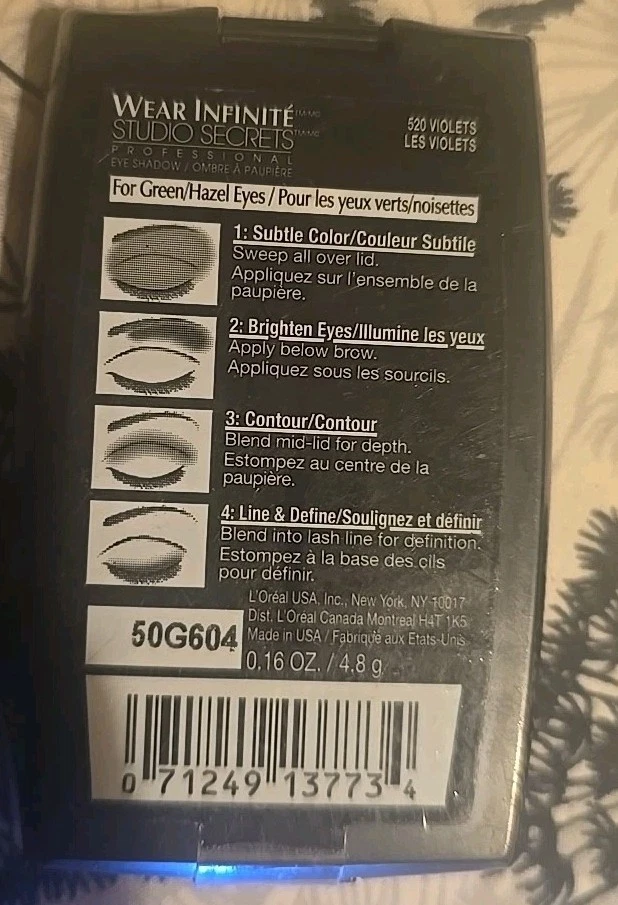 WEAR INFINITÉ TM/MC
STUDIO SECRETS TM/MC
PROFESSIONAL
EYE SHADOW / OMBRE À PAUPIÈRE
520 VIOLETS
LES VIOLETS
For Green/Hazel Eyes / Pour les yeux verts/noisettes
1: Subtle Color/Couleur Subtile
Sweep all over lid.
Appliquez sur l'ensemble de la
paupière.
2: Brighten Eyes/Illumine les yeux
Apply below brow.
Appliquez sous les sourcils.
3: Contour/Contour
Blend mid-lid for depth.
Estompez au centre de la
paupière.
4: Line & Define/Soulignez et définir
Blend into lash line for definition.
Estompez à la base des cils
pour définir.
L'Oréal USA, Inc., New York, NY 10017
Dist. L'Oréal Canada Montreal H4T 1K5
Made in USA / Fabriqué aux Etats-Unis
50G604
0.16 OZ. / 4,8 g
0 71249 13773 4